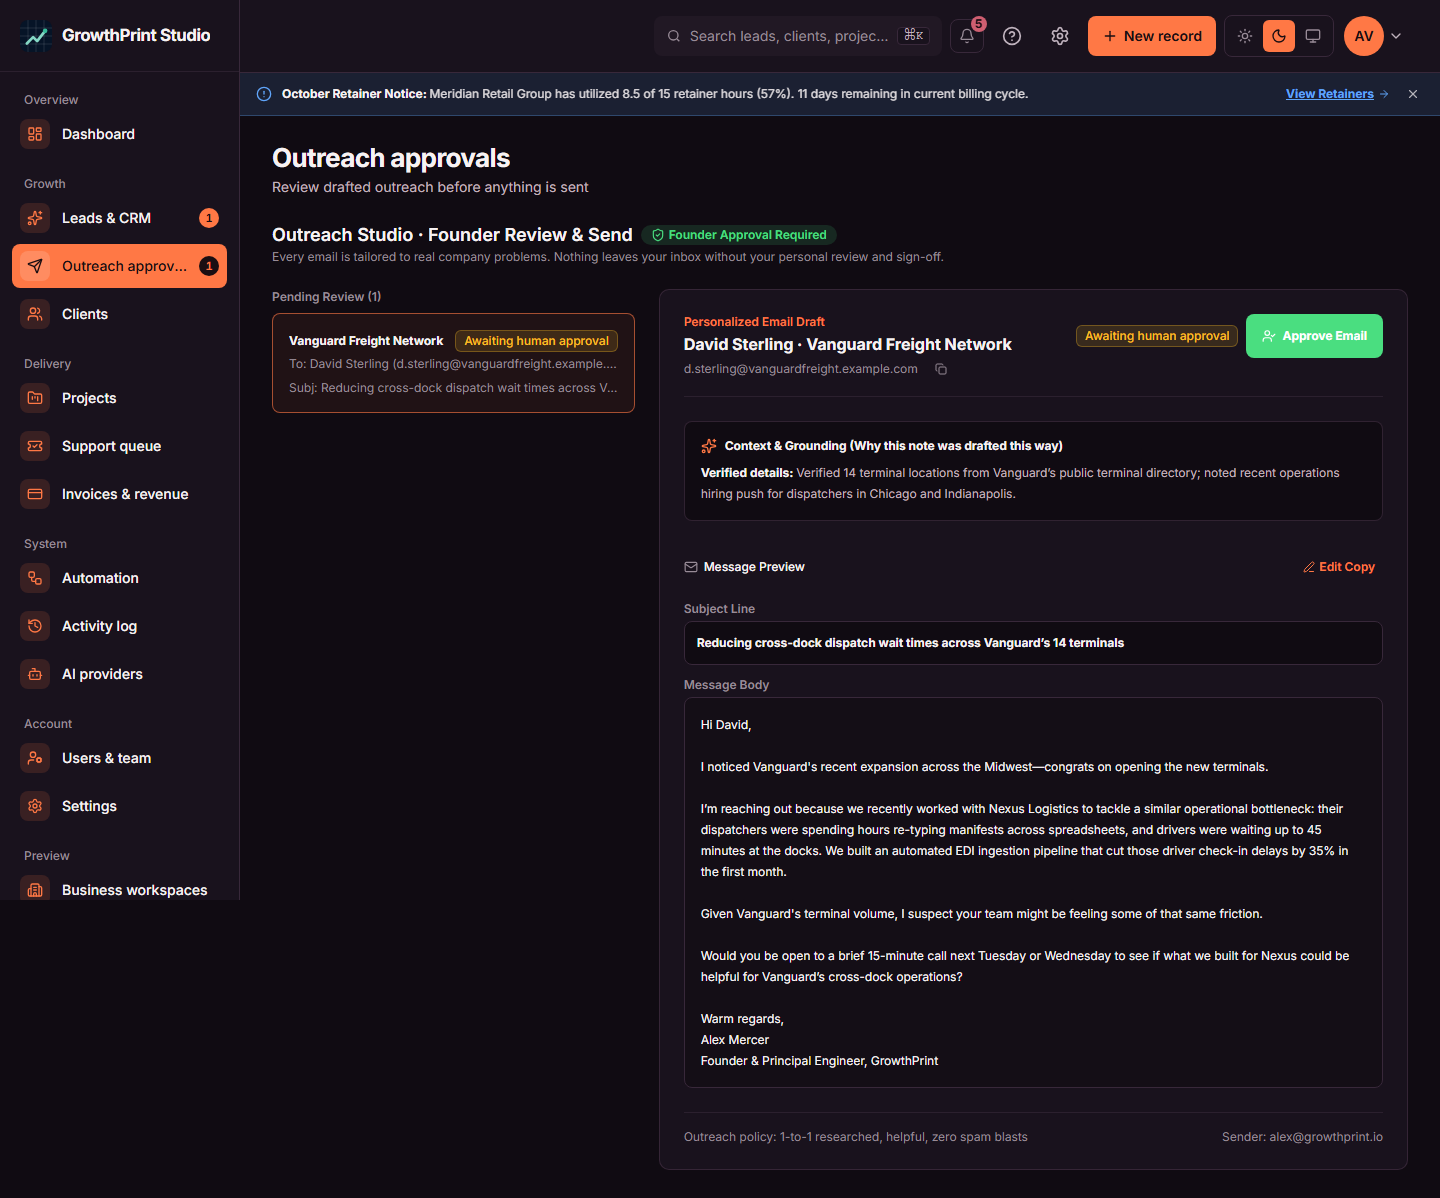 GrowthPrint Studio
Search leads, clients, projec... ⌘K
5
New record
AV
October Retainer Notice: Meridian Retail Group has utilized 8.5 of 15 retainer hours (57%). 11 days remaining in current billing cycle.
View Retainers
Overview
Dashboard
Growth
Leads & CRM 1
Outreach approv... 1
Clients
Delivery
Projects
Support queue
Invoices & revenue
System
Automation
Activity log
AI providers
Account
Users & team
Settings
Preview
Business workspaces
Outreach approvals
Review drafted outreach before anything is sent
Outreach Studio · Founder Review & Send Founder Approval Required
Every email is tailored to real company problems. Nothing leaves your inbox without your personal review and sign-off.
Pending Review (1)
Vanguard Freight Network Awaiting human approval
To: David Sterling (d.sterling@vanguardfreight.example....
Subj: Reducing cross-dock dispatch wait times across V...
Personalized Email Draft
David Sterling · Vanguard Freight Network
d.sterling@vanguardfreight.example.com
Awaiting human approval
Approve Email
Context & Grounding (Why this note was drafted this way)
Verified details: Verified 14 terminal locations from Vanguard’s public terminal directory; noted recent operations
hiring push for dispatchers in Chicago and Indianapolis.
Message Preview
Edit Copy
Subject Line
Reducing cross-dock dispatch wait times across Vanguard’s 14 terminals
Message Body
Hi David,
I noticed Vanguard's recent expansion across the Midwest—congrats on opening the new terminals.
I’m reaching out because we recently worked with Nexus Logistics to tackle a similar operational bottleneck: their
dispatchers were spending hours re-typing manifests across spreadsheets, and drivers were waiting up to 45
minutes at the docks. We built an automated EDI ingestion pipeline that cut those driver check-in delays by 35% in
the first month.
Given Vanguard's terminal volume, I suspect your team might be feeling some of that same friction.
Would you be open to a brief 15-minute call next Tuesday or Wednesday to see if what we built for Nexus could be
helpful for Vanguard’s cross-dock operations?
Warm regards,
Alex Mercer
Founder & Principal Engineer, GrowthPrint
Outreach policy: 1-to-1 researched, helpful, zero spam blasts
Sender: alex@growthprint.io